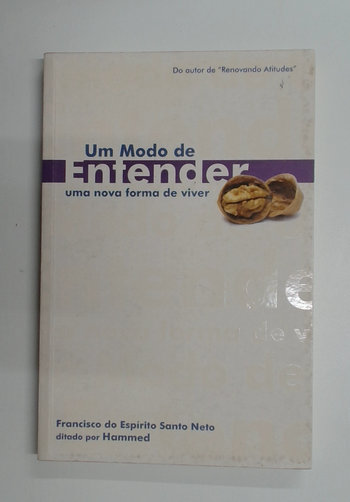 Do autor de "Renovando Atitudes"
Um Modo de
Entender
uma nova forma de viver
de v
Francisco do Espírito Santo Neto
ditado por Hammed